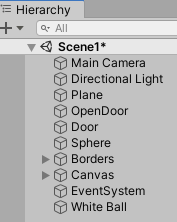 Hierarchy
All
Scene1*
Main Camera
Directional Light
Plane
OpenDoor
Door
Sphere
Borders
Canvas
EventSystem
White Ball